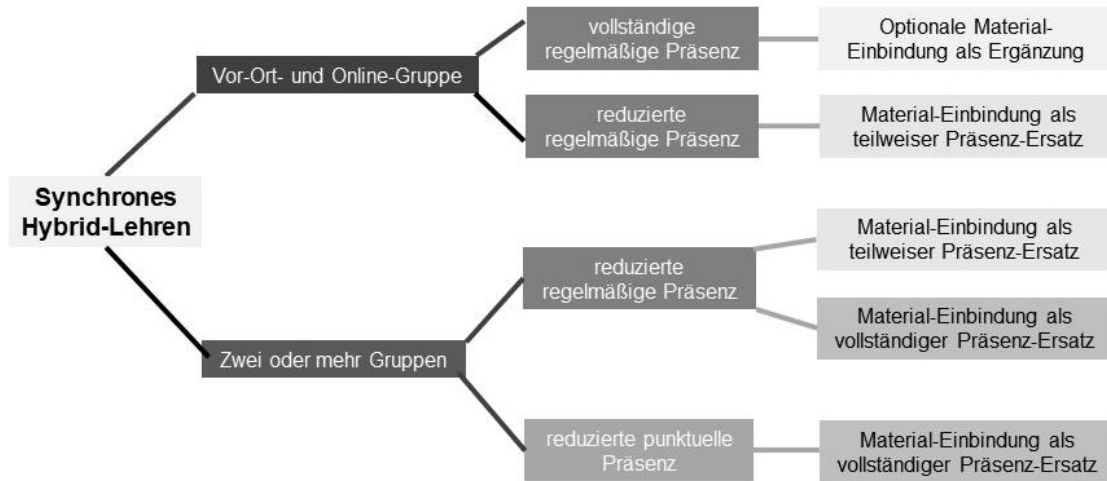 vollständige
regelmäßige Präsenz
Optionale Material-
Einbindung als Ergänzung
Vor-Ort- und Online-Gruppe
reduzierte
regelmäßige Präsenz
Material-Einbindung als
teilweiser Präsenz-Ersatz
Synchrones
Hybrid-Lehren
Material-Einbindung als
teilweiser Präsenz-Ersatz
reduzierte
regelmäßige Präsenz
Material-Einbindung als
vollständiger Präsenz-Ersatz
Zwei oder mehr Gruppen
reduzierte punktuelle
Präsenz
Material-Einbindung als
vollständiger Präsenz-Ersatz